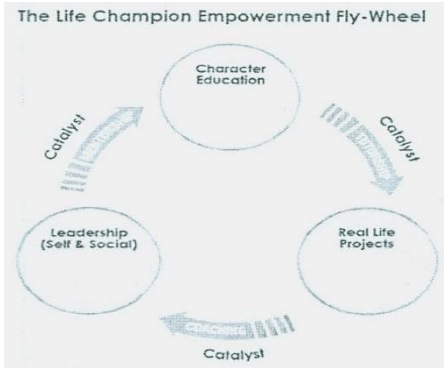 The Life Champion Empowerment Fly-Wheel
Character
Education
Catalyst
Catalyst
Leadership
(Self & Social)
Real Life
Projects
COACHING
Catalyst